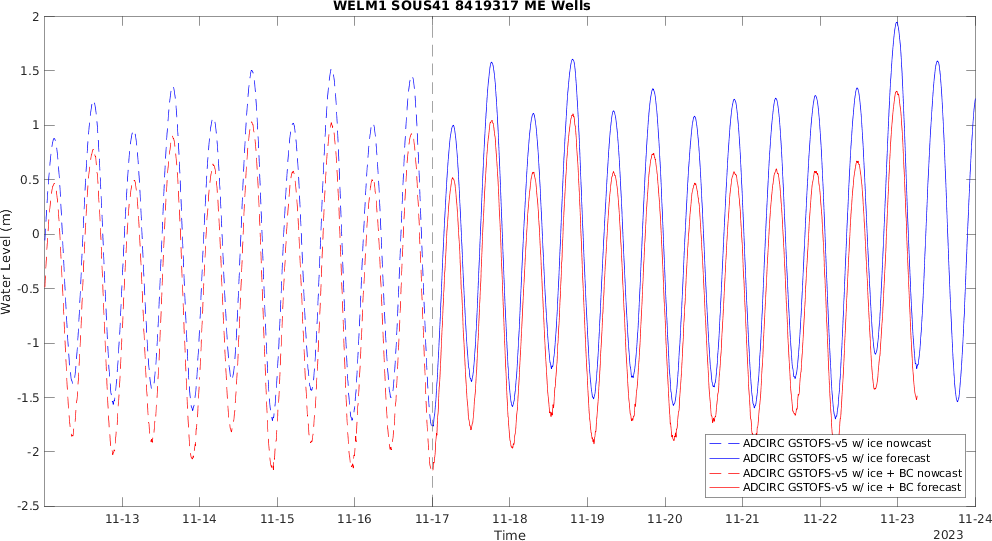 WELM1 SOUS41 8419317 ME Wells
2
1.5
1
0.5
0
-0.5
-1
-1.5
-2
-2.5
Water Level (m)
ADCIRC GSTOFS-v5 w/ ice nowcast
ADCIRC GSTOFS-v5 w/ ice forecast
ADCIRC GSTOFS-v5 w/ ice + BC nowcast
ADCIRC GSTOFS-v5 w/ ice + BC forecast
11-13 11-14 11-15 11-16 11-17 11-18 11-19 11-20 11-21 11-22 11-23 11-24
Time
2023